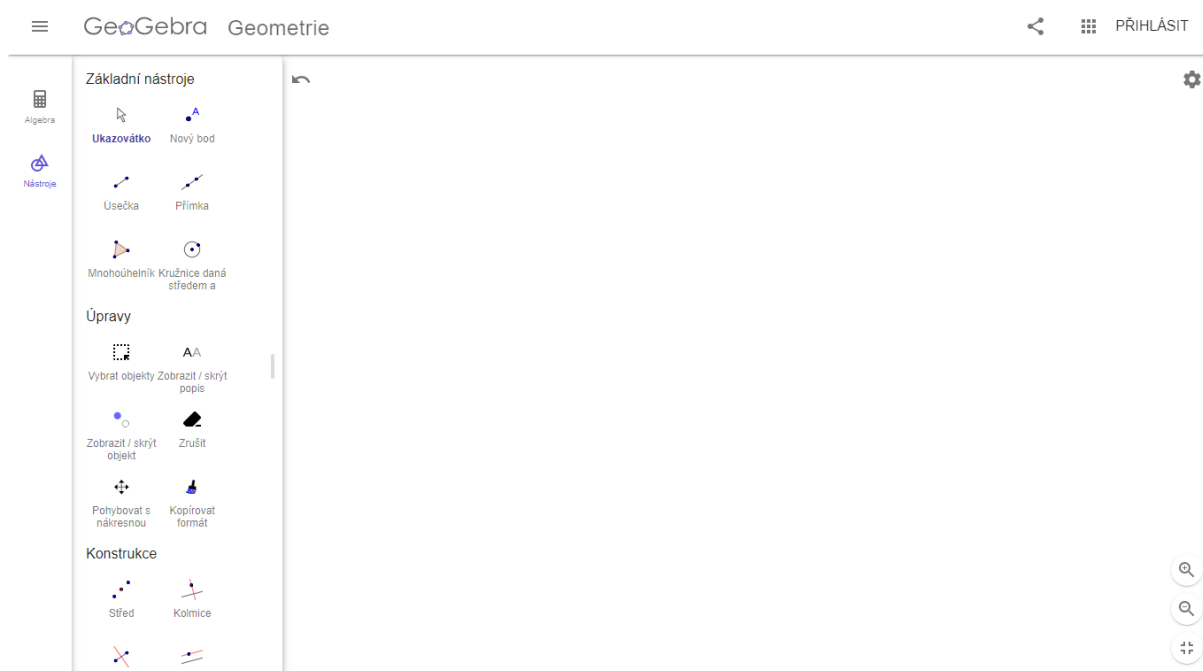 GeoGebra Geometrie
PŘIHLÁSIT
Algebra
Nástroje
Základní nástroje
Ukazovátko
Nový bod
A
Úsečka
Přímka
Mnohoúhelník
Kružnice daná
středem a
Úpravy
Vybrat objekty
AA
Zobrazit / skrýt
popis
Zobrazit / skrýt
objekt
Zrušit
Pohybovat s
nákresnou
Kopírovat
formát
Konstrukce
Střed
Kolmice